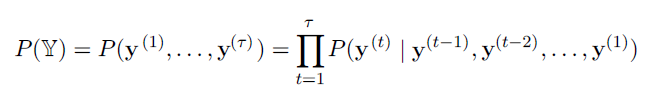 P(𝕐) = P(y⁽¹⁾, . . . , y⁽τ⁾) = ∏_{t=1}^{τ} P(y⁽ᵗ⁾ | y⁽ᵗ⁻¹⁾, y⁽ᵗ⁻²⁾, . . . , y⁽¹⁾)